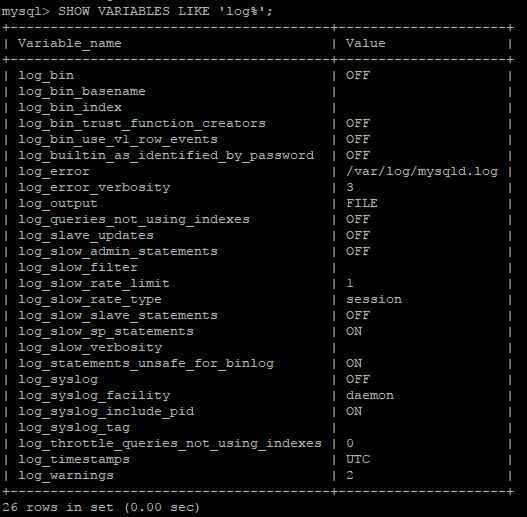 mysql> SHOW VARIABLES LIKE 'log%';
+----------------------------------------+--------------------+
| Variable_name | Value |
+----------------------------------------+--------------------+
| log_bin | OFF |
| log_bin_basename | |
| log_bin_index | |
| log_bin_trust_function_creators | OFF |
| log_bin_use_v1_row_events | OFF |
| log_builtin_as_identified_by_password | OFF |
| log_error | /var/log/mysqld.log |
| log_error_verbosity | 3 |
| log_output | FILE |
| log_queries_not_using_indexes | OFF |
| log_slave_updates | OFF |
| log_slow_admin_statements | OFF |
| log_slow_filter | |
| log_slow_rate_limit | 1 |
| log_slow_rate_type | session |
| log_slow_slave_statements | OFF |
| log_slow_sp_statements | ON |
| log_slow_verbosity | |
| log_statements_unsafe_for_binlog | ON |
| log_syslog | OFF |
| log_syslog_facility | daemon |
| log_syslog_include_pid | ON |
| log_syslog_tag | |
| log_throttle_queries_not_using_indexes | 0 |
| log_timestamps | UTC |
| log_warnings | 2 |
+----------------------------------------+--------------------+
26 rows in set (0.00 sec)